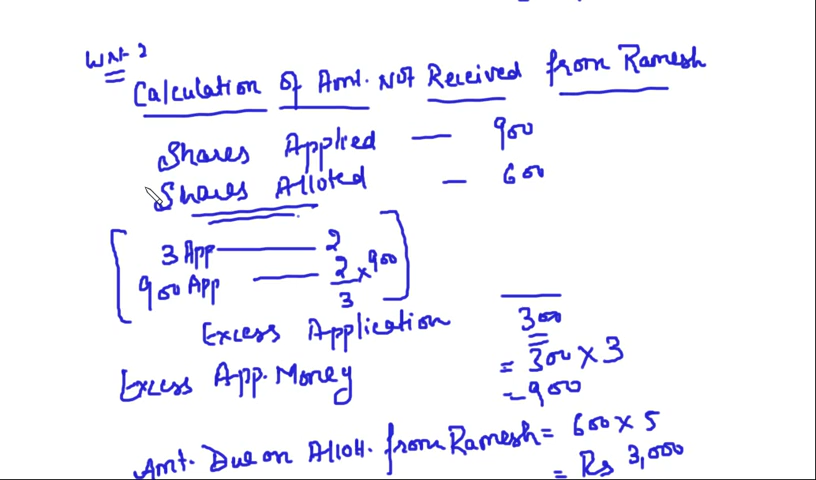 W.N-2
Calculation of Amt. Not Received from Ramesh
Shares Applied — 900
Shares Alloted — 600
3 App — 2
900 App — 2/3 × 900
Excess Application 300
Excess App. Money = 300 × 3
= 900
Amt. Due on Allott. from Ramesh = 600 × 5
= Rs 3,000